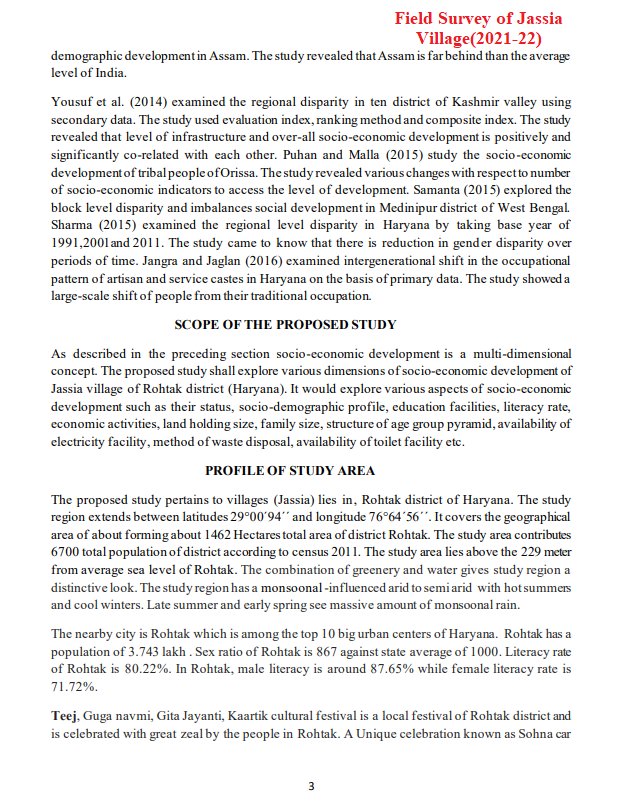 Field Survey of Jassia
Village(2021-22)
demographic development in Assam. The study revealed that Assam is far behind than the average
level of India.
Yousuf et al. (2014) examined the regional disparity in ten district of Kashmir valley using
secondary data. The study used evaluation index, ranking method and composite index. The study
revealed that level of infrastructure and over-all socio-economic development is positively and
significantly co-related with each other. Puhan and Malla (2015) study the socio-economic
development of tribal people of Orissa. The study revealed various changes with respect to number
of socio-economic indicators to access the level of development. Samanta (2015) explored the
block level disparity and imbalances social development in Medinipur district of West Bengal.
Sharma (2015) examined the regional level disparity in Haryana by taking base year of
1991,2001and 2011. The study came to know that there is reduction in gender disparity over
periods of time. Jangra and Jaglan (2016) examined intergenerational shift in the occupational
pattern of artisan and service castes in Haryana on the basis of primary data. The study showed a
large-scale shift of people from their traditional occupation.
SCOPE OF THE PROPOSED STUDY
As described in the preceding section socio-economic development is a multi-dimensional
concept. The proposed study shall explore various dimensions of socio-economic development of
Jassia village of Rohtak district (Haryana). It would explore various aspects of socio-economic
development such as their status, socio-demographic profile, education facilities, literacy rate,
economic activities, land holding size, family size, structure of age group pyramid, availability of
electricity facility, method of waste disposal, availability of toilet facility etc.
PROFILE OF STUDY AREA
The proposed study pertains to villages (Jassia) lies in, Rohtak district of Haryana. The study
region extends between latitudes 29°00′94′′ and longitude 76°64′56′′. It covers the geographical
area of about forming about 1462 Hectares total area of district Rohtak. The study area contributes
6700 total population of district according to census 2011. The study area lies above the 229 meter
from average sea level of Rohtak. The combination of greenery and water gives study region a
distinctive look. The study region has a monsoonal-influenced arid to semi arid with hot summers
and cool winters. Late summer and early spring see massive amount of monsoonal rain.
The nearby city is Rohtak which is among the top 10 big urban centers of Haryana. Rohtak has a
population of 3.743 lakh . Sex ratio of Rohtak is 867 against state average of 1000. Literacy rate
of Rohtak is 80.22%. In Rohtak, male literacy is around 87.65% while female literacy rate is
71.72%.
Teej, Guga navmi, Gita Jayanti, Kaartik cultural festival is a local festival of Rohtak district and
is celebrated with great zeal by the people in Rohtak. A Unique celebration known as Sohna car
3